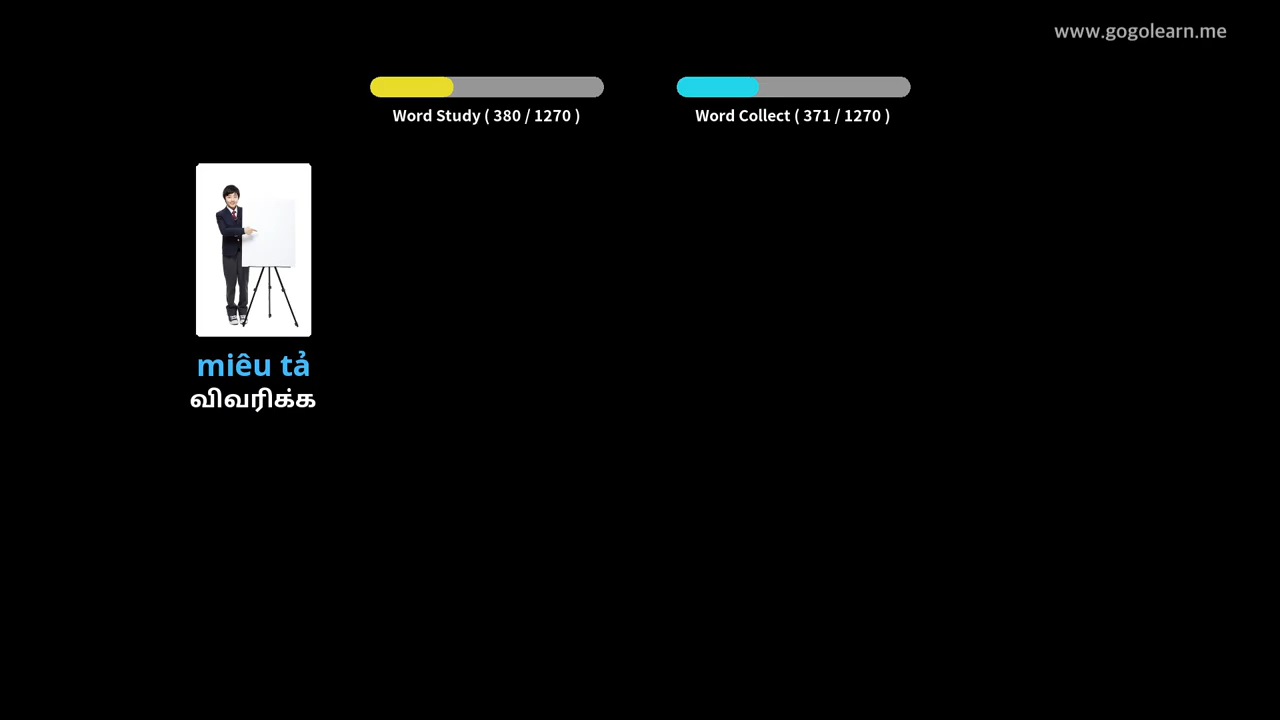 www.gogolearn.me
Word Study ( 380 / 1270 )
Word Collect ( 371 / 1270 )
miêu tả
விவரிக்க